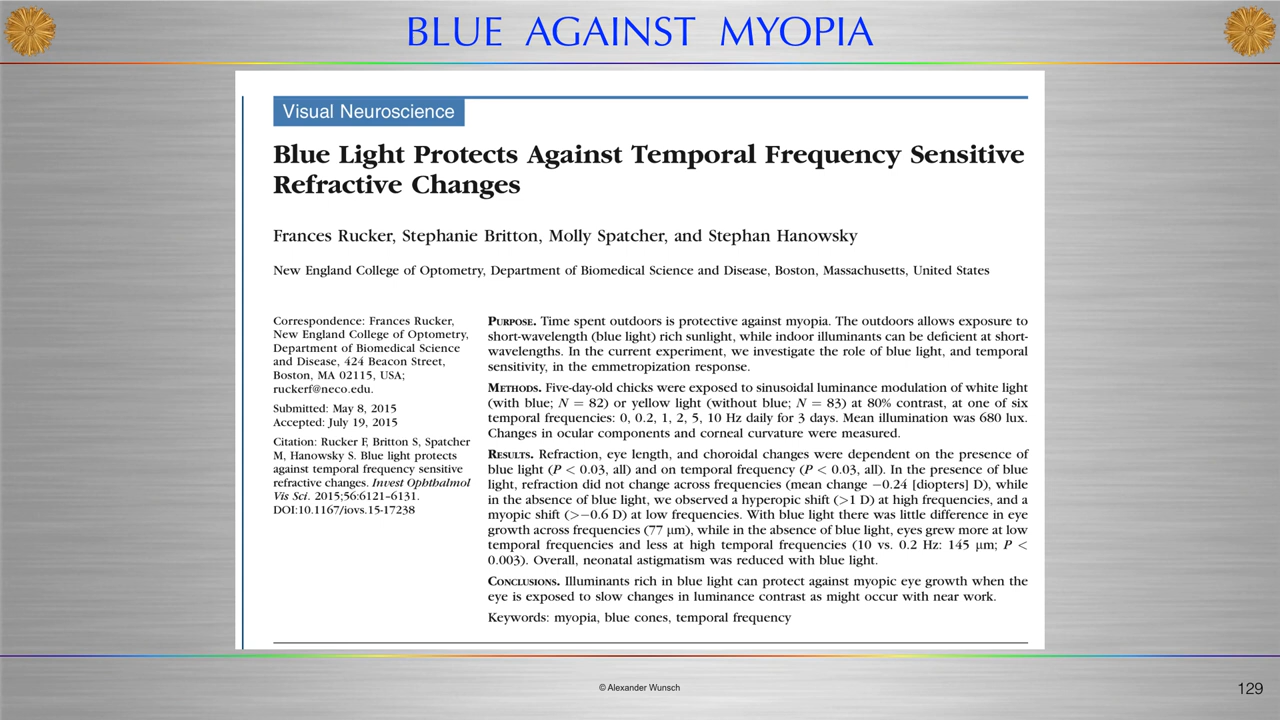 BLUE AGAINST MYOPIA
Visual Neuroscience
Blue Light Protects Against Temporal Frequency Sensitive
Refractive Changes
Frances Rucker, Stephanie Britton, Molly Spatcher, and Stephan Hanowsky
New England College of Optometry, Department of Biomedical Science and Disease, Boston, Massachusetts, United States
Correspondence: Frances Rucker,
New England College of Optometry,
Department of Biomedical Science
and Disease, 424 Beacon Street,
Boston, MA 02115, USA;
ruckerf@neco.edu.
Submitted: May 8, 2015
Accepted: July 19, 2015
Citation: Rucker F, Britton S, Spatcher
M, Hanowsky S. Blue light protects
against temporal frequency sensitive
refractive changes. Invest Ophthalmol
Vis Sci. 2015;56:6121–6131.
DOI:10.1167/iovs.15-17238
PURPOSE. Time spent outdoors is protective against myopia. The outdoors allows exposure to
short-wavelength (blue light) rich sunlight, while indoor illuminants can be deficient at short-
wavelengths. In the current experiment, we investigate the role of blue light, and temporal
sensitivity, in the emmetropization response.
METHODS. Five-day-old chicks were exposed to sinusoidal luminance modulation of white light
(with blue; N = 82) or yellow light (without blue; N = 83) at 80% contrast, at one of six
temporal frequencies: 0, 0.2, 1, 2, 5, 10 Hz daily for 3 days. Mean illumination was 680 lux.
Changes in ocular components and corneal curvature were measured.
RESULTS. Refraction, eye length, and choroidal changes were dependent on the presence of
blue light (P < 0.03, all) and on temporal frequency (P < 0.03, all). In the presence of blue
light, refraction did not change across frequencies (mean change −0.24 [diopters] D), while
in the absence of blue light, we observed a hyperopic shift (>1 D) at high frequencies, and a
myopic shift (>−0.6 D) at low frequencies. With blue light there was little difference in eye
growth across frequencies (77 μm), while in the absence of blue light, eyes grew more at low
temporal frequencies and less at high temporal frequencies (10 vs. 0.2 Hz: 145 μm; P <
0.003). Overall, neonatal astigmatism was reduced with blue light.
CONCLUSIONS. Illuminants rich in blue light can protect against myopic eye growth when the
eye is exposed to slow changes in luminance contrast as might occur with near work.
Keywords: myopia, blue cones, temporal frequency
© Alexander Wunsch
129